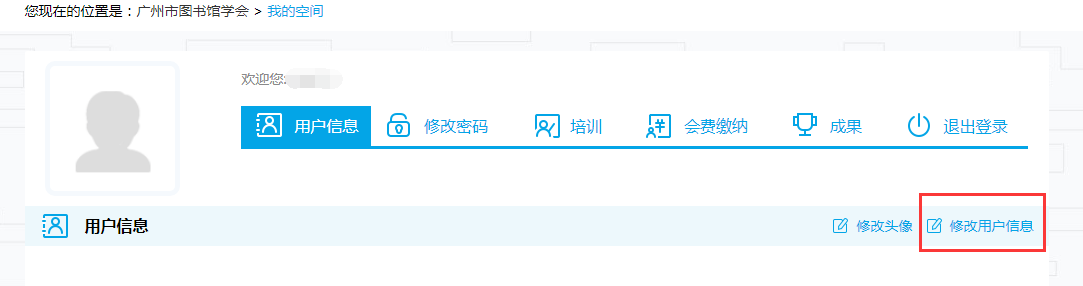 您现在的位置是：广州市图书馆学会 > 我的空间
欢迎您:
用户信息 修改密码 培训 会费缴纳 成果 退出登录
用户信息 修改头像 修改用户信息